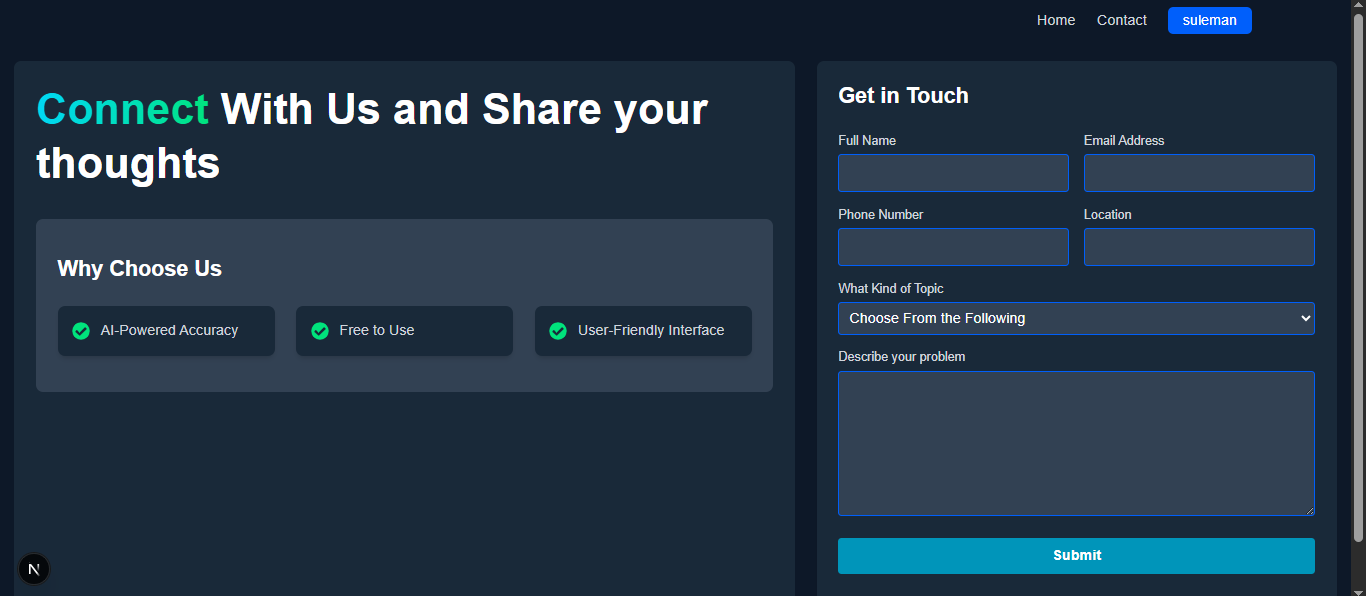 Home Contact suleman
Connect With Us and Share your
thoughts
Why Choose Us
AI-Powered Accuracy
Free to Use
User-Friendly Interface
N
Get in Touch
Full Name Email Address
Phone Number Location
What Kind of Topic
Choose From the Following
Describe your problem
Submit